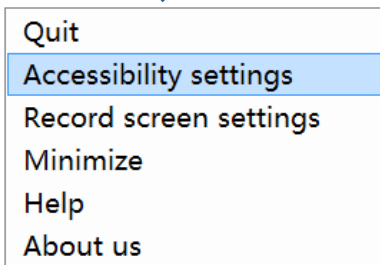 Quit
Accessibility settings
Record screen settings
Minimize
Help
About us